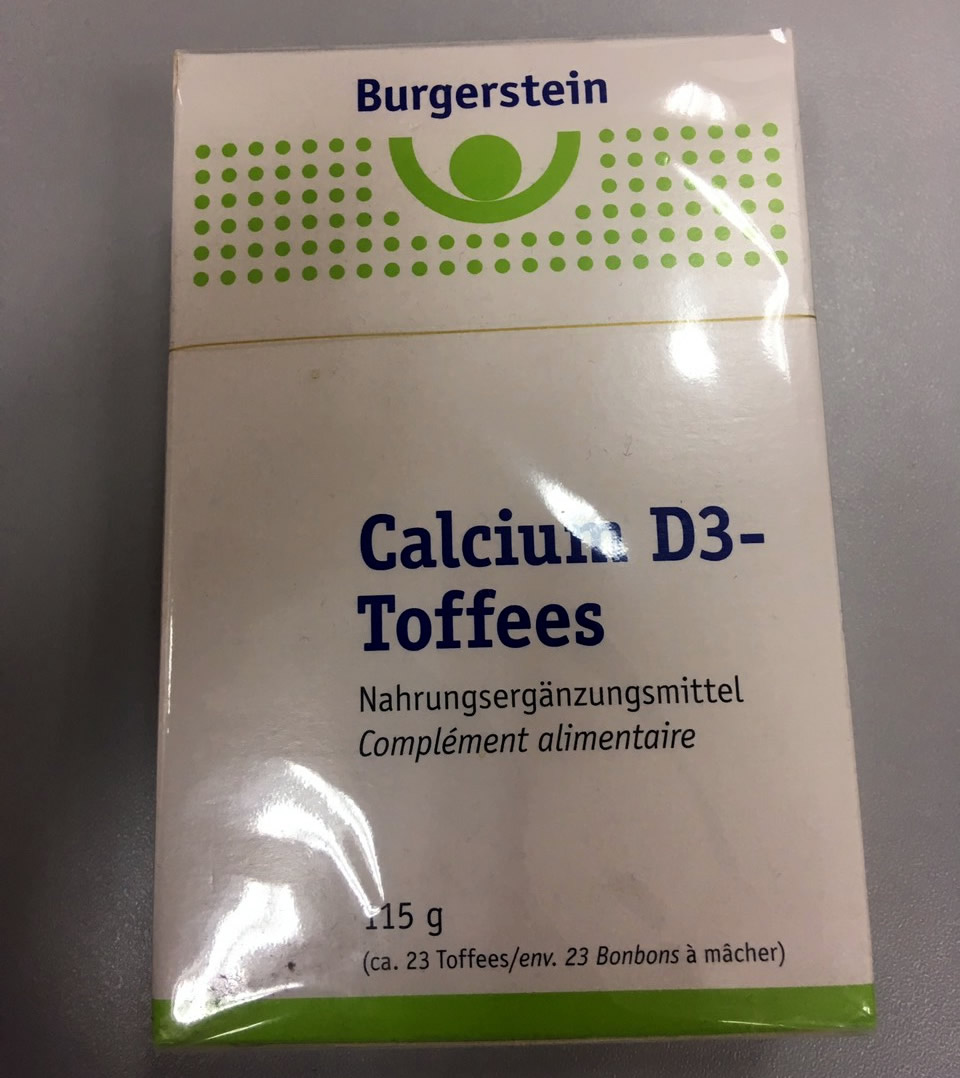 Burgerstein
Calcium D3-
Toffees
Nahrungsergänzungsmittel
Complément alimentaire
115 g
(ca. 23 Toffees/env. 23 Bonbons à mâcher)